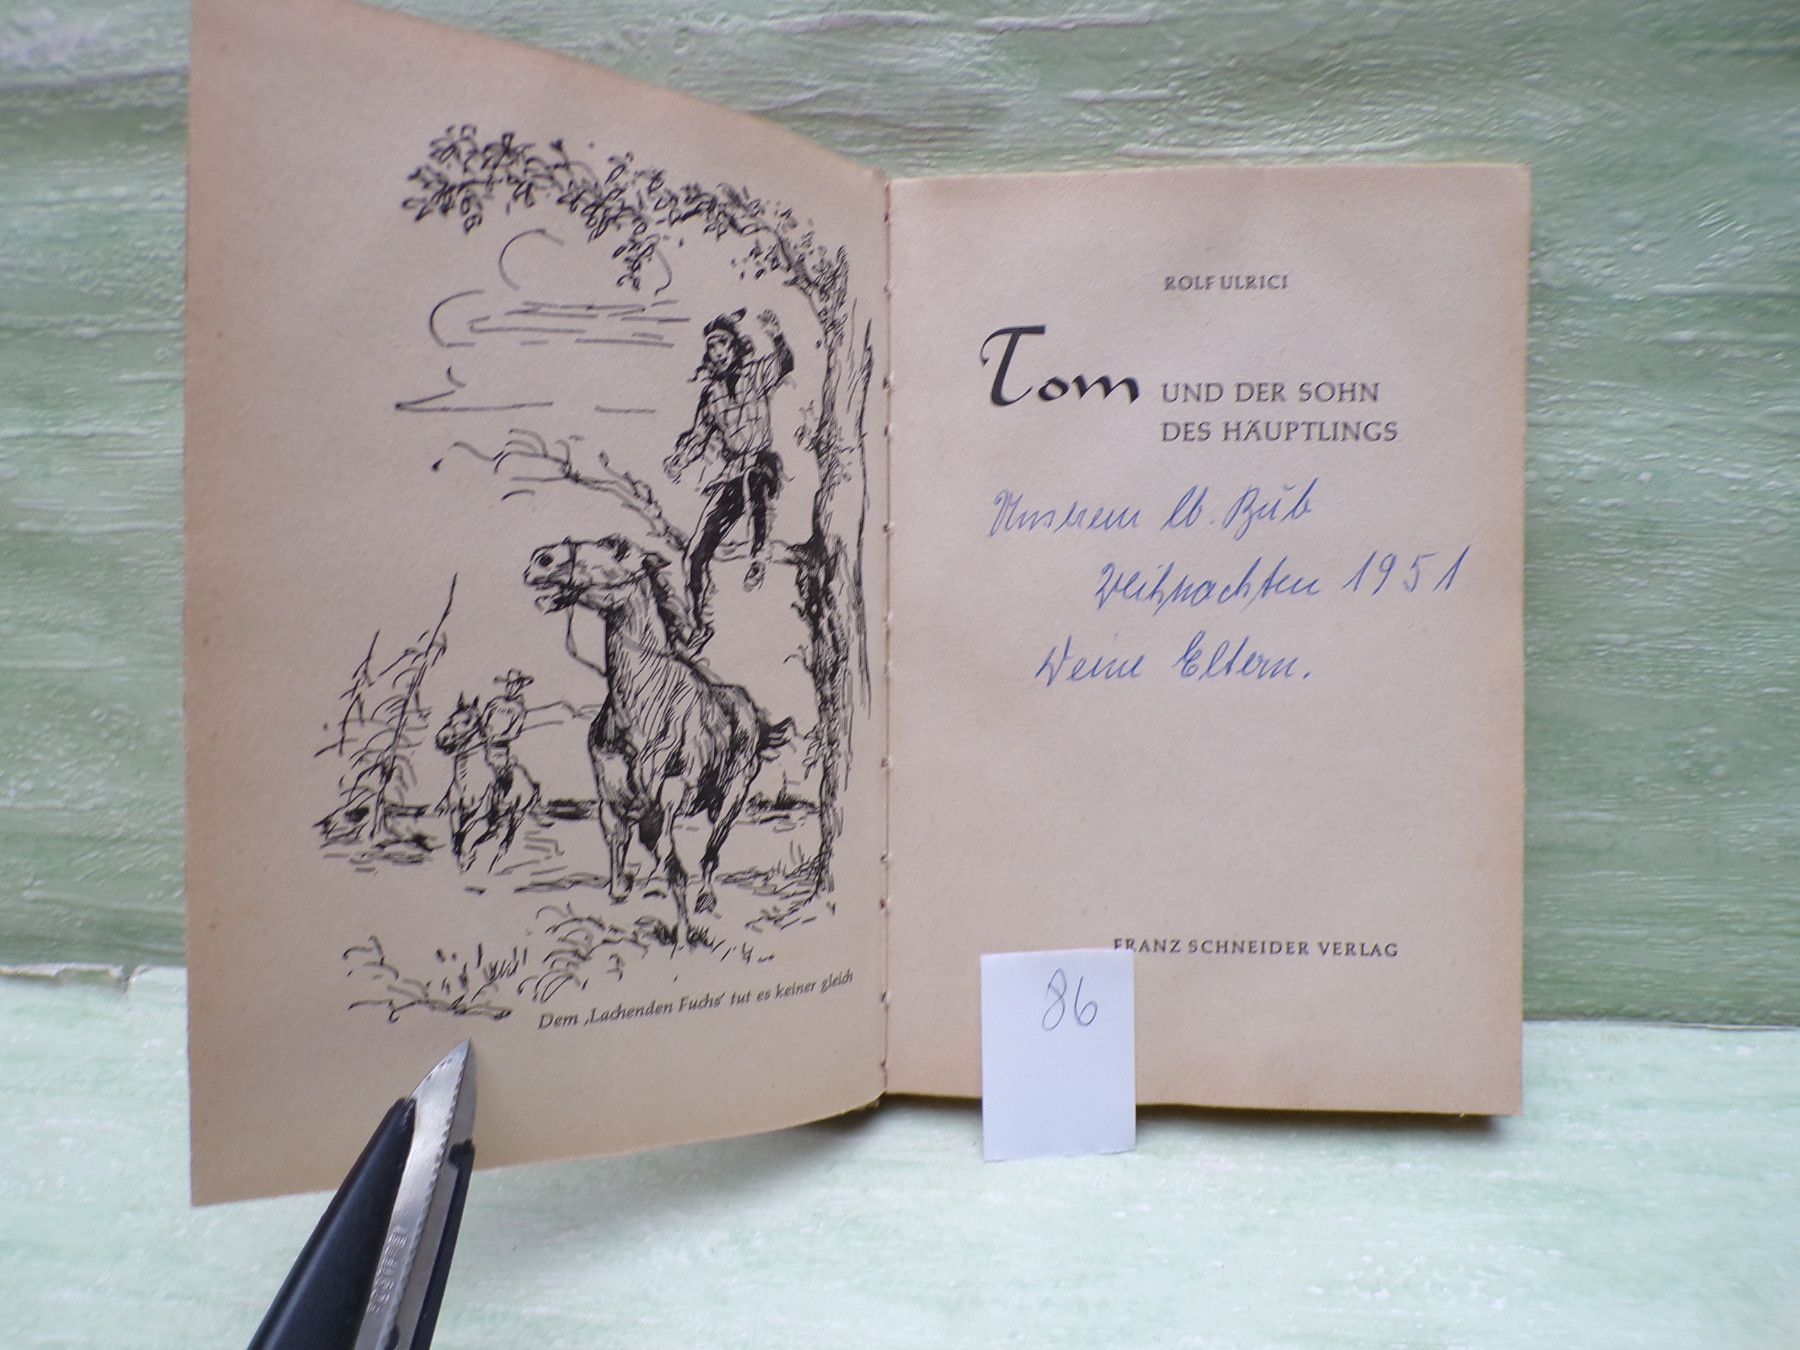 Dem ‚Lachenden Fuchs' tut es keiner gleich
ROLF ULRICI
Tom UND DER SOHN
DES HÄUPTLINGS
Unserem lb. Bub
Weihnachten 1951
Deine Eltern.
FRANZ SCHNEIDER VERLAG
86